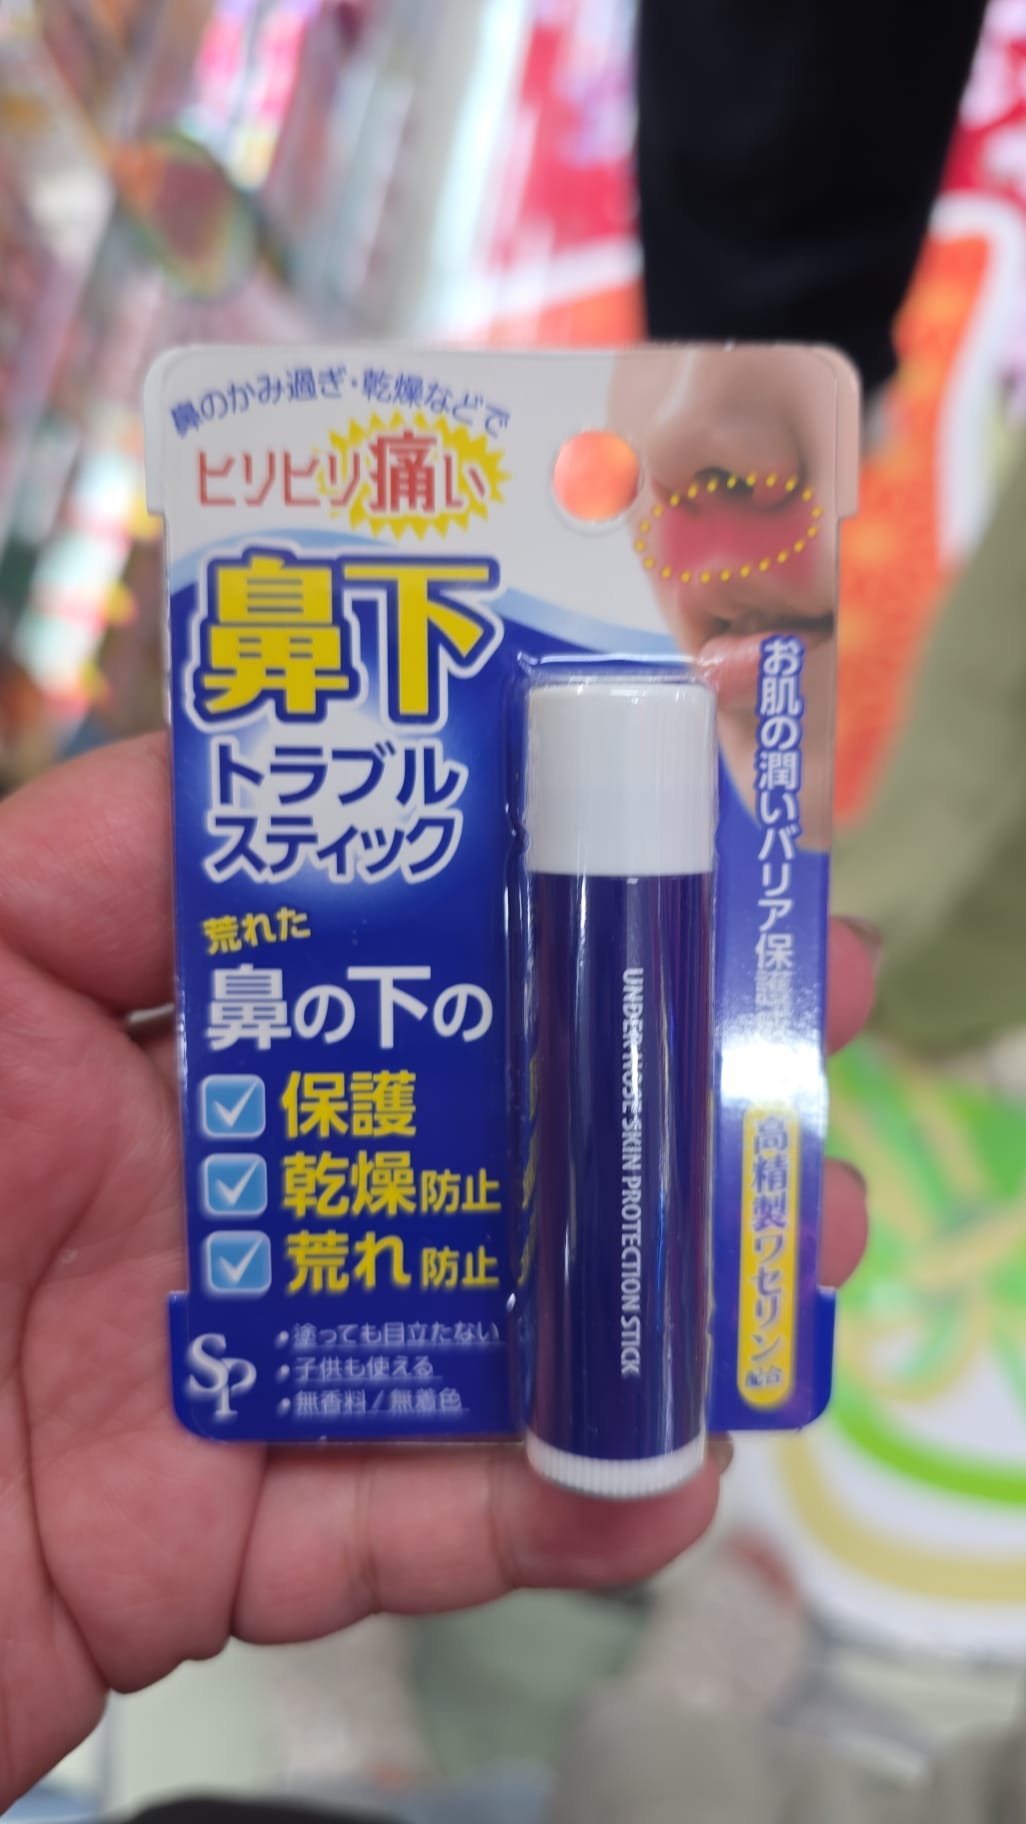 鼻のかみ過ぎ・乾燥などで
ヒリヒリ痛い
鼻下
トラブル
スティック
荒れた
鼻の下の
保護
乾燥防止
荒れ防止
SP
・塗っても目立たない
・子供も使える
・無香料/無着色
UNDER NOSE SKIN PROTECTION STICK
お肌の潤いバリア保護
高精製ワセリン配合